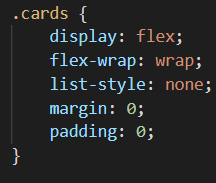 .cards {
    display: flex;
    flex-wrap: wrap;
    list-style: none;
    margin: 0;
    padding: 0;
}